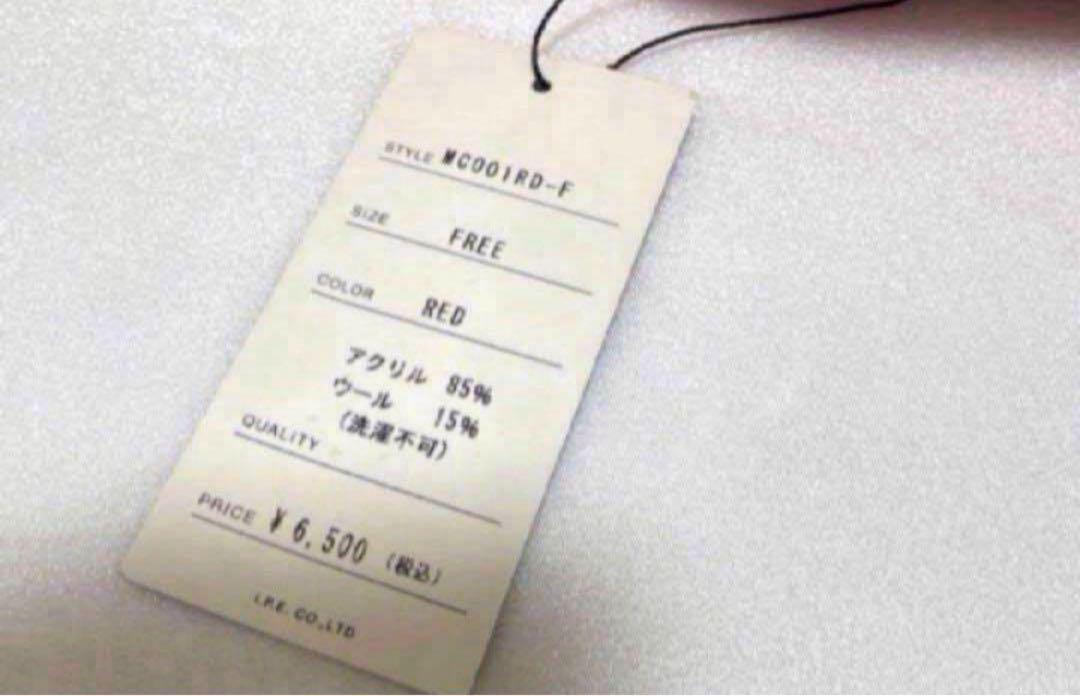 STYLE MC001RD-F
SIZE FREE
COLOR RED
アクリル 85%
ウール 15%
(洗濯不可)
QUALITY
PRICE ¥6,500 (税込)
I.P.E. CO.,LTD